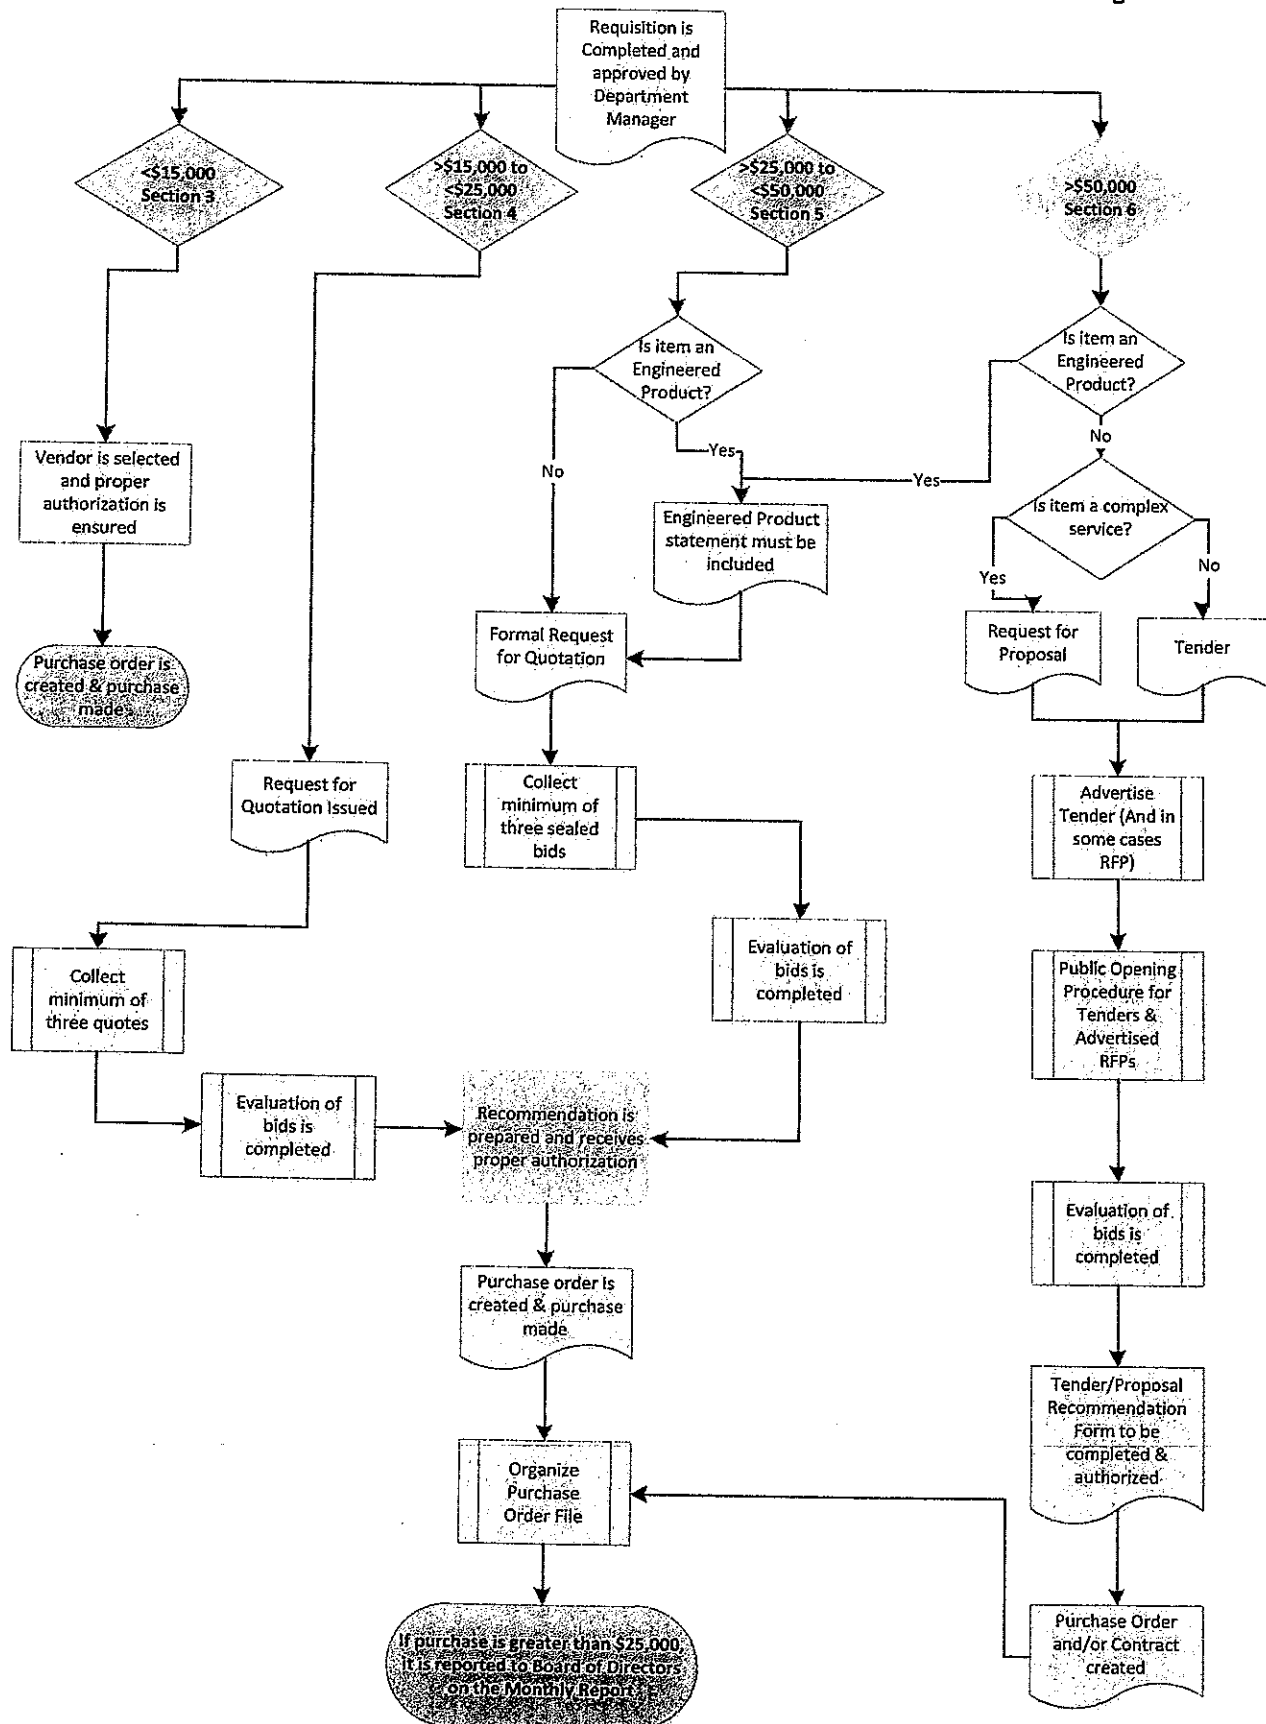 Requisition is
Completed and
approved by
Department
Manager
<$15,000
Section 3
>$15,000 to
<$25,000
Section 4
>$25,000 to
<$50,000
Section 5
>$50,000
Section 6
Is item an
Engineered
Product?
Is item an
Engineered
Product?
Vendor is selected
and proper
authorization is
ensured
No
Yes
Yes
No
Is item a complex
service?
Engineered Product
statement must be
included
Yes
No
Formal Request
for Quotation
Request for
Proposal
Tender
Purchase order is
created & purchase
made
Request for
Quotation Issued
Collect
minimum of
three sealed
bids
Advertise
Tender (And in
some cases
RFP)
Collect
minimum of
three quotes
Evaluation of
bids is
completed
Public Opening
Procedure for
Tenders &
Advertised
RFPs
Evaluation of
bids is
completed
Recommendation is
prepared and receives
proper authorization
Evaluation of
bids is
completed
Purchase order is
created & purchase
made
Tender/Proposal
Recommendation
Form to be
completed &
authorized
Organize
Purchase
Order File
If purchase is greater than $25,000,
it is reported to Board of Directors
on the Monthly Report
Purchase Order
and/or Contract
created